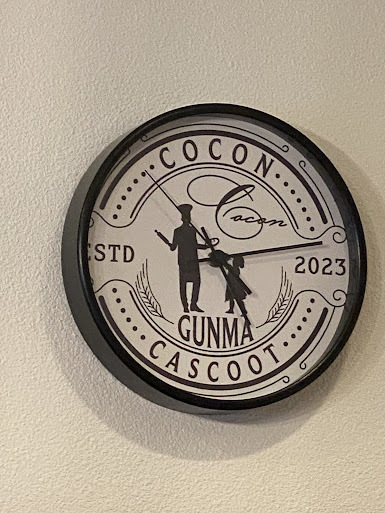 COCON
Cocon
ESTD
2023
GUNMA
CASCOOT